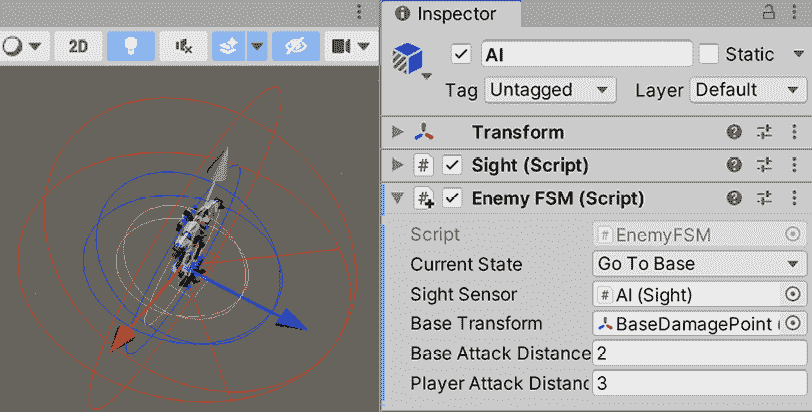 2D
Inspector
AI
Static
Tag Untagged Layer Default
Transform
# Sight (Script)
# Enemy FSM (Script)
Script # EnemyFSM
Current State Go To Base
Sight Sensor # AI (Sight)
Base Transform BaseDamagePoint (
Base Attack Distance 2
Player Attack Distanc 3